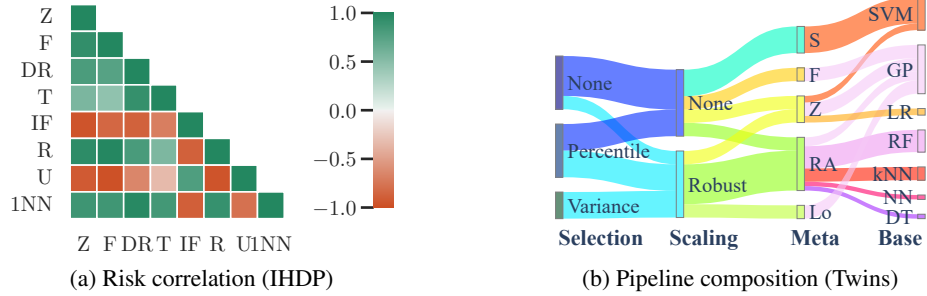 Z
F
DR
T
IF
R
U
1NN
Z F DR T IF R U 1NN
1.0
0.5
0.0
−0.5
−1.0
(a) Risk correlation (IHDP)
None
Percentile
Variance
None
Robust
S
F
Z
RA
Lo
SVM
GP
LR
RF
kNN
NN
DT
Selection Scaling Meta Base
(b) Pipeline composition (Twins)